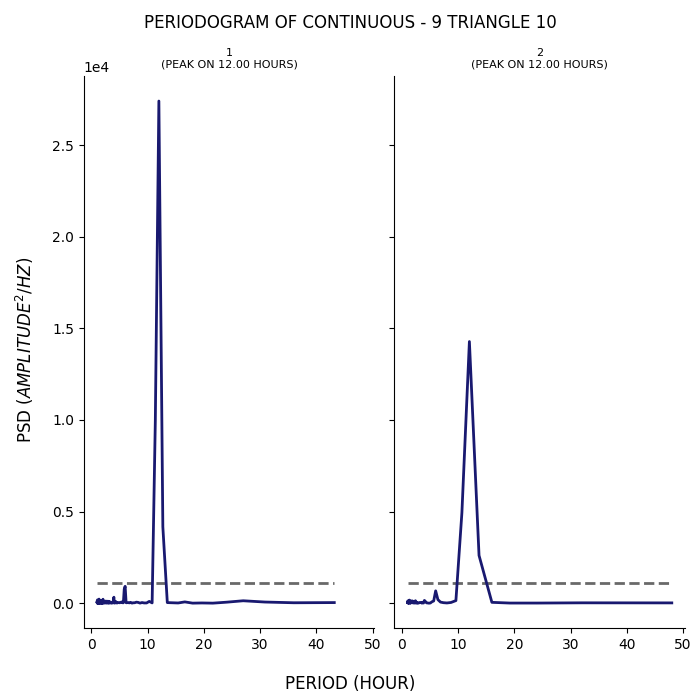 PERIODOGRAM OF CONTINUOUS - 9 TRIANGLE 10
1
(PEAK ON 12.00 HOURS)
2
(PEAK ON 12.00 HOURS)
1e4
2.5
2.0
1.5
1.0
0.5
0.0
PSD (AMPLITUDE²/HZ)
0 10 20 30 40 50
0 10 20 30 40 50
PERIOD (HOUR)